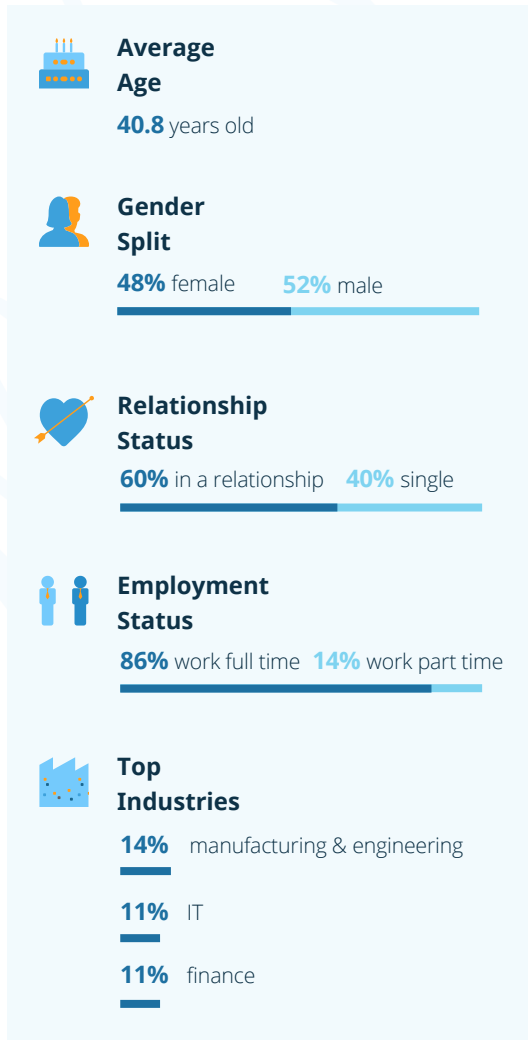 Average
Age
40.8 years old
Gender
Split
48% female 52% male
Relationship
Status
60% in a relationship 40% single
Employment
Status
86% work full time 14% work part time
Top
Industries
14% manufacturing & engineering
11% IT
11% finance